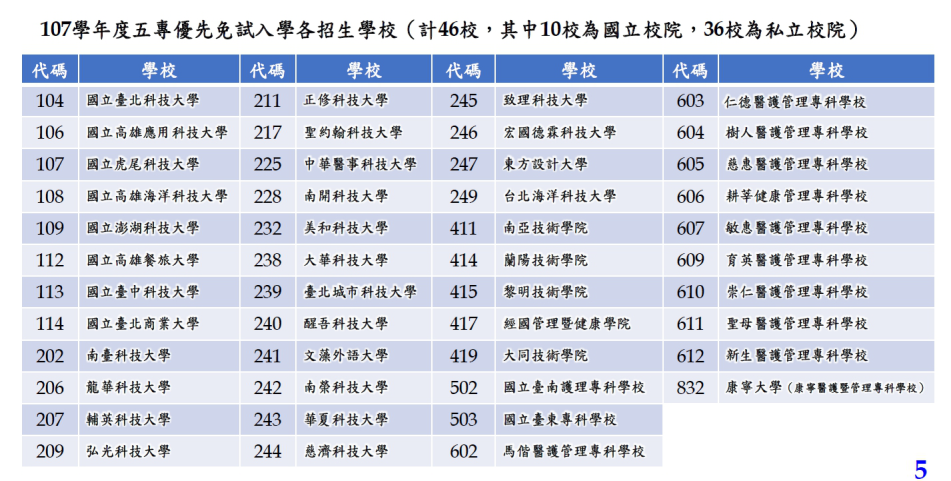 107學年度五專優先免試入學各招生學校（計46校，其中10校為國立校院，36校為私立校院）
代碼 學校 代碼 學校 代碼 學校 代碼 學校
104 國立臺北科技大學 211 正修科技大學 245 致理科技大學 603 仁德醫護管理專科學校
106 國立高雄應用科技大學 217 聖約翰科技大學 246 宏國德霖科技大學 604 樹人醫護管理專科學校
107 國立虎尾科技大學 225 中華醫事科技大學 247 東方設計大學 605 慈惠醫護管理專科學校
108 國立高雄海洋科技大學 228 南開科技大學 249 台北海洋科技大學 606 耕莘健康管理專科學校
109 國立澎湖科技大學 232 美和科技大學 411 南亞技術學院 607 敏惠醫護管理專科學校
112 國立高雄餐旅大學 238 大華科技大學 414 蘭陽技術學院 609 育英醫護管理專科學校
113 國立臺中科技大學 239 臺北城市科技大學 415 黎明技術學院 610 崇仁醫護管理專科學校
114 國立臺北商業大學 240 醒吾科技大學 417 經國管理暨健康學院 611 聖母醫護管理專科學校
202 南臺科技大學 241 文藻外語大學 419 大同技術學院 612 新生醫護管理專科學校
206 龍華科技大學 242 南榮科技大學 502 國立臺南護理專科學校 832 康寧大學（康寧醫護暨管理專科學校）
207 輔英科技大學 243 華夏科技大學 503 國立臺東專科學校
209 弘光科技大學 244 慈濟科技大學 602 馬偕醫護管理專科學校
5